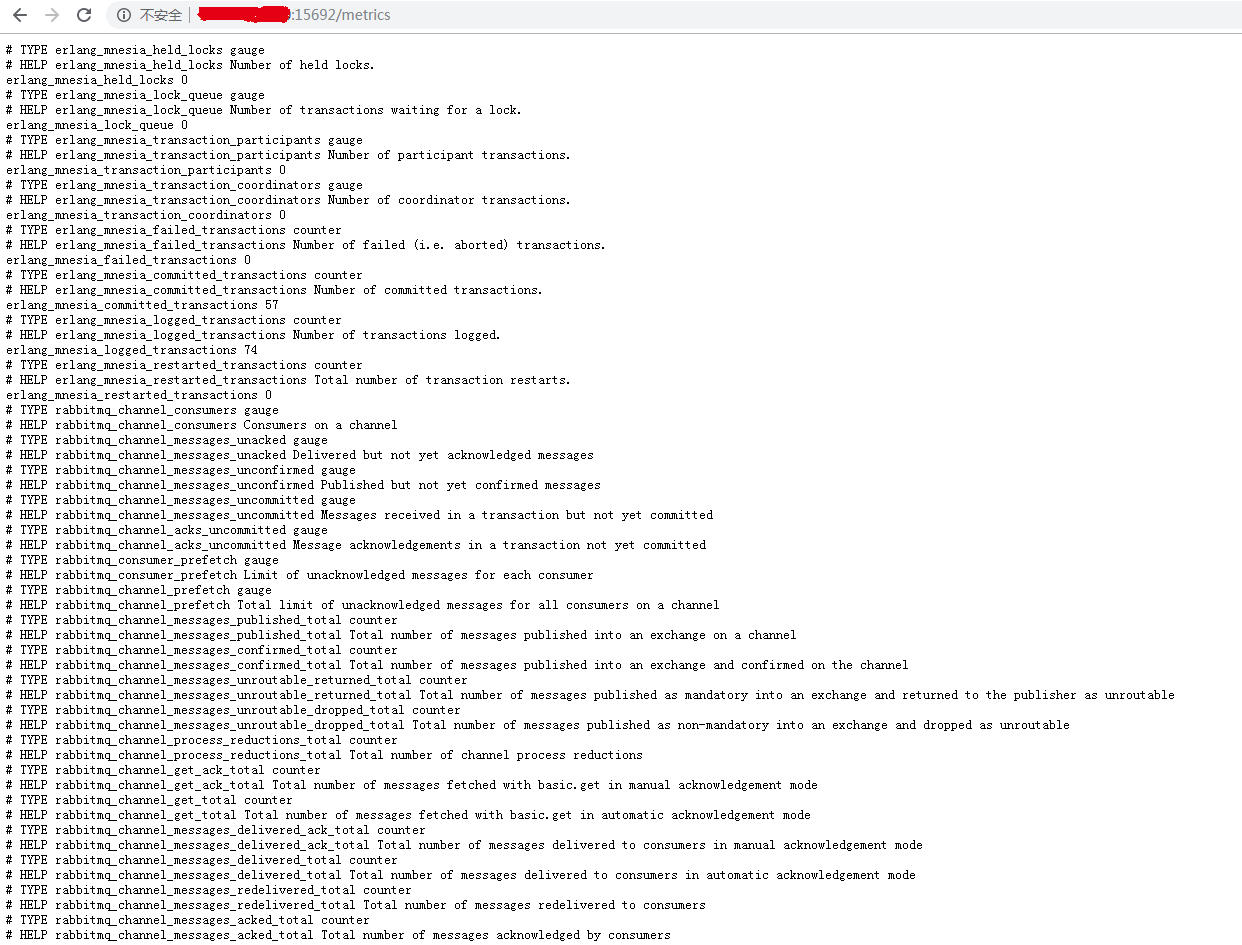 不安全 :15692/metrics
# TYPE erlang_mnesia_held_locks gauge
# HELP erlang_mnesia_held_locks Number of held locks.
erlang_mnesia_held_locks 0
# TYPE erlang_mnesia_lock_queue gauge
# HELP erlang_mnesia_lock_queue Number of transactions waiting for a lock.
erlang_mnesia_lock_queue 0
# TYPE erlang_mnesia_transaction_participants gauge
# HELP erlang_mnesia_transaction_participants Number of participant transactions.
erlang_mnesia_transaction_participants 0
# TYPE erlang_mnesia_transaction_coordinators gauge
# HELP erlang_mnesia_transaction_coordinators Number of coordinator transactions.
erlang_mnesia_transaction_coordinators 0
# TYPE erlang_mnesia_failed_transactions counter
# HELP erlang_mnesia_failed_transactions Number of failed (i.e. aborted) transactions.
erlang_mnesia_failed_transactions 0
# TYPE erlang_mnesia_committed_transactions counter
# HELP erlang_mnesia_committed_transactions Number of committed transactions.
erlang_mnesia_committed_transactions 57
# TYPE erlang_mnesia_logged_transactions counter
# HELP erlang_mnesia_logged_transactions Number of transactions logged.
erlang_mnesia_logged_transactions 74
# TYPE erlang_mnesia_restarted_transactions counter
# HELP erlang_mnesia_restarted_transactions Total number of transaction restarts.
erlang_mnesia_restarted_transactions 0
# TYPE rabbitmq_channel_consumers gauge
# HELP rabbitmq_channel_consumers Consumers on a channel
# TYPE rabbitmq_channel_messages_unacked gauge
# HELP rabbitmq_channel_messages_unacked Delivered but not yet acknowledged messages
# TYPE rabbitmq_channel_messages_unconfirmed gauge
# HELP rabbitmq_channel_messages_unconfirmed Published but not yet confirmed messages
# TYPE rabbitmq_channel_messages_uncommitted gauge
# HELP rabbitmq_channel_messages_uncommitted Messages received in a transaction but not yet committed
# TYPE rabbitmq_channel_acks_uncommitted gauge
# HELP rabbitmq_channel_acks_uncommitted Message acknowledgements in a transaction not yet committed
# TYPE rabbitmq_consumer_prefetch gauge
# HELP rabbitmq_consumer_prefetch Limit of unacknowledged messages for each consumer
# TYPE rabbitmq_channel_prefetch gauge
# HELP rabbitmq_channel_prefetch Total limit of unacknowledged messages for all consumers on a channel
# TYPE rabbitmq_channel_messages_published_total counter
# HELP rabbitmq_channel_messages_published_total Total number of messages published into an exchange on a channel
# TYPE rabbitmq_channel_messages_confirmed_total counter
# HELP rabbitmq_channel_messages_confirmed_total Total number of messages published into an exchange and confirmed on the channel
# TYPE rabbitmq_channel_messages_unroutable_returned_total counter
# HELP rabbitmq_channel_messages_unroutable_returned_total Total number of messages published as mandatory into an exchange and returned to the publisher as unroutable
# TYPE rabbitmq_channel_messages_unroutable_dropped_total counter
# HELP rabbitmq_channel_messages_unroutable_dropped_total Total number of messages published as non-mandatory into an exchange and dropped as unroutable
# TYPE rabbitmq_channel_process_reductions_total counter
# HELP rabbitmq_channel_process_reductions_total Total number of channel process reductions
# TYPE rabbitmq_channel_get_ack_total counter
# HELP rabbitmq_channel_get_ack_total Total number of messages fetched with basic.get in manual acknowledgement mode
# TYPE rabbitmq_channel_get_total counter
# HELP rabbitmq_channel_get_total Total number of messages fetched with basic.get in automatic acknowledgement mode
# TYPE rabbitmq_channel_messages_delivered_ack_total counter
# HELP rabbitmq_channel_messages_delivered_ack_total Total number of messages delivered to consumers in manual acknowledgement mode
# TYPE rabbitmq_channel_messages_delivered_total counter
# HELP rabbitmq_channel_messages_delivered_total Total number of messages delivered to consumers in automatic acknowledgement mode
# TYPE rabbitmq_channel_messages_redelivered_total counter
# HELP rabbitmq_channel_messages_redelivered_total Total number of messages redelivered to consumers
# TYPE rabbitmq_channel_messages_acked_total counter
# HELP rabbitmq_channel_messages_acked_total Total number of messages acknowledged by consumers